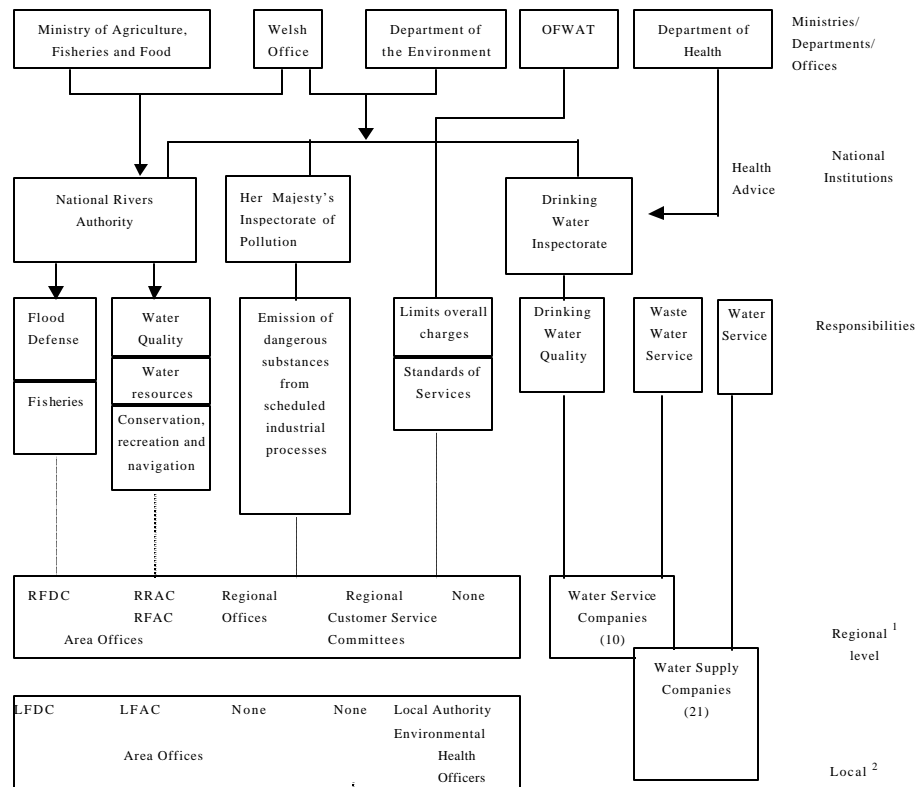 Ministry of Agriculture,
Fisheries and Food
Welsh
Office
Department of
the Environment
OFWAT
Department of
Health
Ministries/
Departments/
Offices
National Rivers
Authority
Her Majesty's
Inspectorate of
Pollution
Drinking
Water
Inspectorate
Health
Advice
National
Institutions
Flood
Defense
Fisheries
Water
Quality
Water
resources
Conservation,
recreation and
navigation
Emission of
dangerous
substances
from
scheduled
industrial
processes
Limits overall
charges
Standards of
Services
Drinking
Water
Quality
Waste
Water
Service
Water
Service
Responsibilities
RFDC
RRAC
RFAC
Area Offices
Regional
Offices
Regional
Customer Service
Committees
None
Water Service
Companies
(10)
Water Supply
Companies
(21)
Regional 1
level
LFDC
LFAC
Area Offices
None
None
Local Authority
Environmental
Health
Officers
Local 2